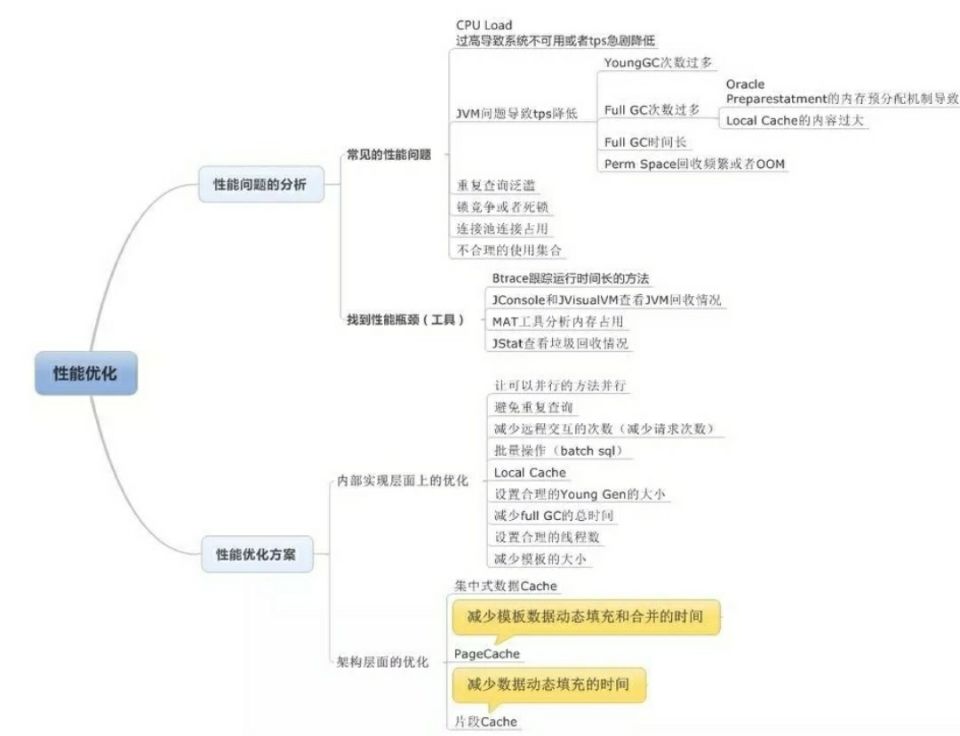 CPU Load
过高导致系统不可用或者tps急剧降低
YoungGC次数过多
Oracle
Preparestatment的内存预分配机制导致
JVM问题导致tps降低
Full GC次数过多
Local Cache的内容过大
Full GC时间长
常见的性能问题
Perm Space回收频繁或者OOM
性能问题的分析
重复查询泛滥
锁竞争或者死锁
连接池连接占用
不合理的使用集合
Btrace跟踪运行时间长的方法
JConsole和JVisualVM查看JVM回收情况
找到性能瓶颈（工具）
MAT工具分析内存占用
JStat查看垃圾回收情况
性能优化
让可以并行的方法并行
避免重复查询
减少远程交互的次数（减少请求次数）
批量操作（batch sql）
内部实现层面上的优化
Local Cache
设置合理的Young Gen的大小
减少full GC的总时间
设置合理的线程数
性能优化方案
减少模板的大小
集中式数据Cache
减少模板数据动态填充和合并的时间
架构层面的优化
PageCache
减少数据动态填充的时间
片段Cache